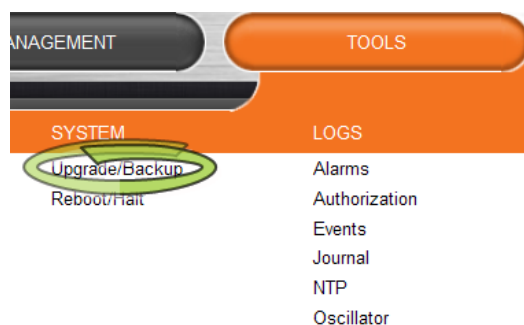 ANAGEMENT
TOOLS
SYSTEM
LOGS
Upgrade/Backup
Alarms
Reboot/Halt
Authorization
Events
Journal
NTP
Oscillator